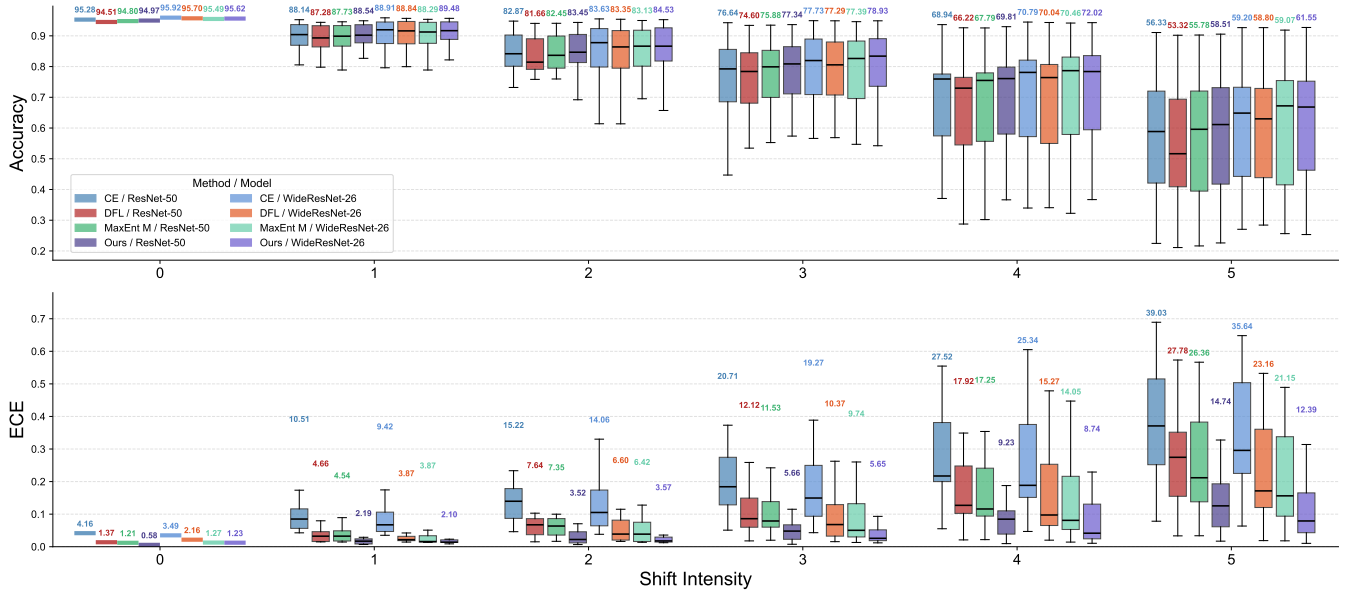 95.28 94.51 94.80 94.97 95.92 95.70 95.49 95.62
88.14 87.28 87.73 88.54 88.91 88.84 88.29 89.48
82.87 81.66 82.45 83.45 83.63 83.35 83.13 84.53
76.64 74.60 75.88 77.34 77.73 77.29 77.39 78.93
68.94 66.22 67.79 69.81 70.79 70.04 70.46 72.02
56.33 53.32 55.78 58.51 59.20 58.80 59.07 61.55
Accuracy
0.9
0.8
0.7
0.6
0.5
0.4
0.3
0.2
Method / Model
CE / ResNet-50
DFL / ResNet-50
MaxEnt M / ResNet-50
Ours / ResNet-50
CE / WideResNet-26
DFL / WideResNet-26
MaxEnt M / WideResNet-26
Ours / WideResNet-26
0 1 2 3 4 5
ECE
0.7
0.6
0.5
0.4
0.3
0.2
0.1
0.0
4.16 1.37 1.21 0.58 3.49 2.16 1.27 1.23
10.51 4.66 4.54 2.19 9.42 3.87 3.87 2.10
15.22 7.64 7.35 3.52 14.06 6.60 6.42 3.57
20.71 12.12 11.53 5.66 19.27 10.37 9.74 5.65
27.52 17.92 17.25 9.23 25.34 15.27 14.05 8.74
39.03 27.78 26.36 14.74 35.64 23.16 21.15 12.39
0 1 2 3 4 5
Shift Intensity